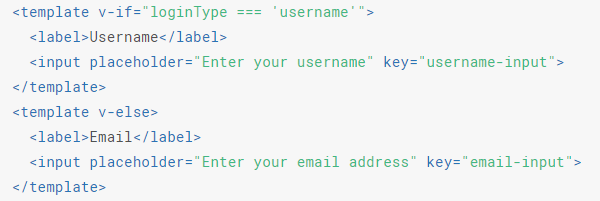 <template v-if="loginType === 'username'">
  <label>Username</label>
  <input placeholder="Enter your username" key="username-input">
</template>
<template v-else>
  <label>Email</label>
  <input placeholder="Enter your email address" key="email-input">
</template>